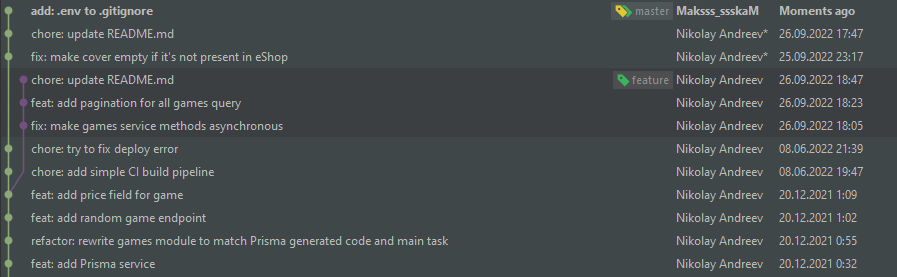 add: .env to .gitignore master Maksss_ssskaM Moments ago
chore: update README.md Nikolay Andreev* 26.09.2022 17:47
fix: make cover empty if it's not present in eShop Nikolay Andreev* 25.09.2022 23:17
chore: update README.md feature Nikolay Andreev 26.09.2022 18:47
feat: add pagination for all games query Nikolay Andreev 26.09.2022 18:23
fix: make games service methods asynchronous Nikolay Andreev 26.09.2022 18:05
chore: try to fix deploy error Nikolay Andreev 08.06.2022 21:39
chore: add simple CI build pipeline Nikolay Andreev 08.06.2022 19:47
feat: add price field for game Nikolay Andreev 20.12.2021 1:09
feat: add random game endpoint Nikolay Andreev 20.12.2021 1:02
refactor: rewrite games module to match Prisma generated code and main task Nikolay Andreev 20.12.2021 0:55
feat: add Prisma service Nikolay Andreev 20.12.2021 0:32